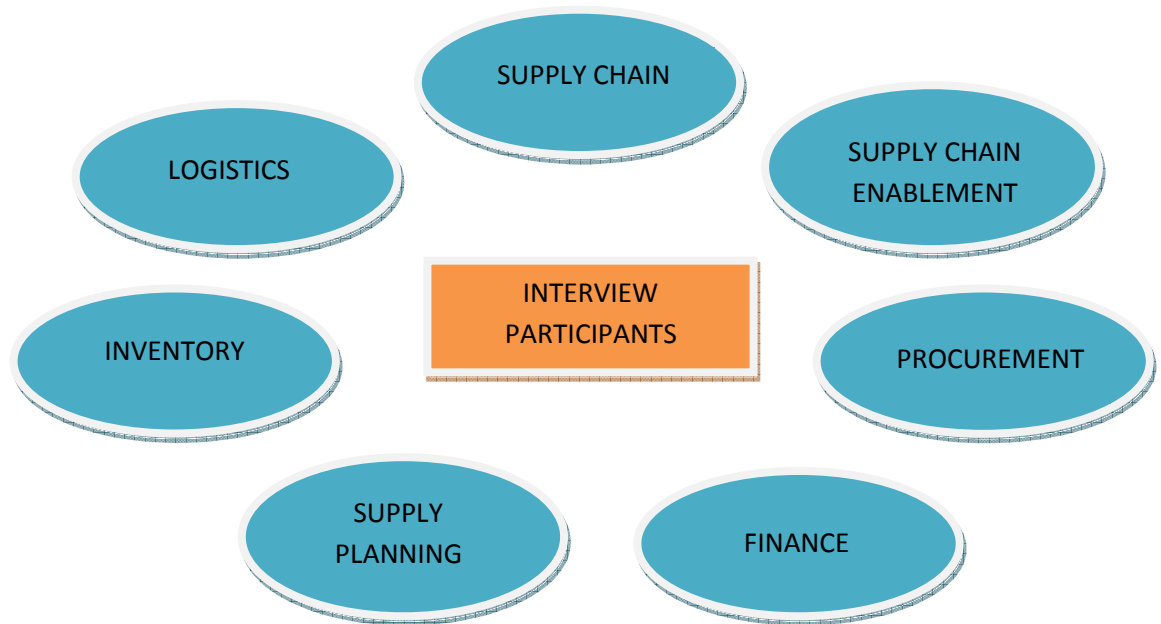 SUPPLY CHAIN
LOGISTICS
SUPPLY CHAIN
ENABLEMENT
INTERVIEW
PARTICIPANTS
INVENTORY
PROCUREMENT
SUPPLY
PLANNING
FINANCE